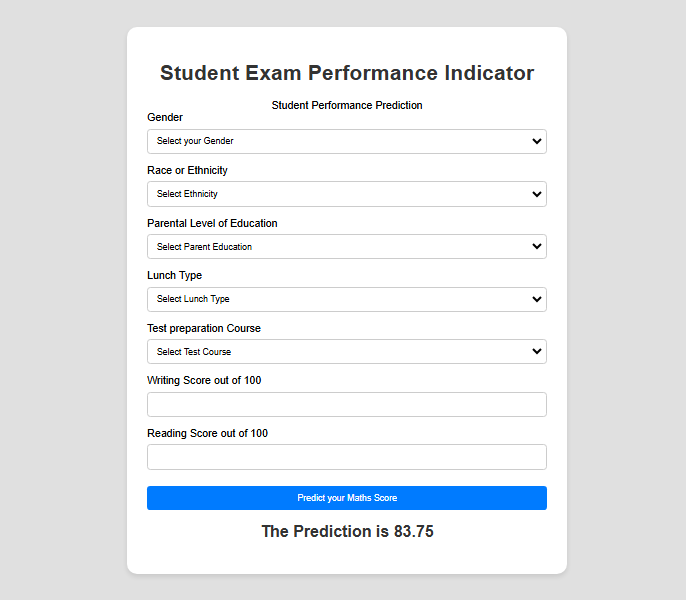 Student Exam Performance Indicator
Student Performance Prediction
Gender
Select your Gender
Race or Ethnicity
Select Ethnicity
Parental Level of Education
Select Parent Education
Lunch Type
Select Lunch Type
Test preparation Course
Select Test Course
Writing Score out of 100
Reading Score out of 100
Predict your Maths Score
The Prediction is 83.75